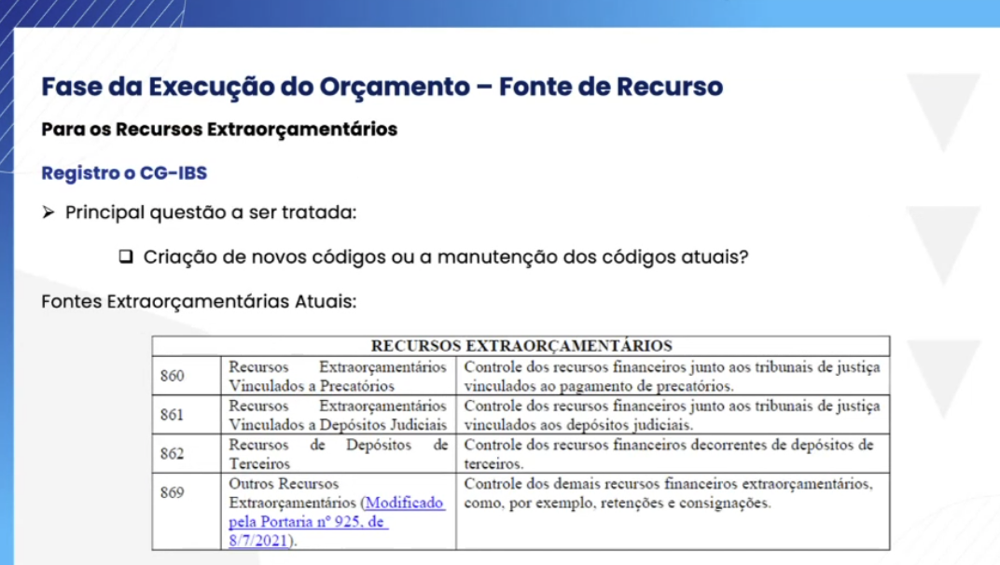 Fase da Execução do Orçamento – Fonte de Recurso
Para os Recursos Extraorçamentários
Registro o CG-IBS
➢ Principal questão a ser tratada:
❑ Criação de novos códigos ou a manutenção dos códigos atuais?
Fontes Extraorçamentárias Atuais:
RECURSOS EXTRAORÇAMENTÁRIOS
860
Recursos Extraorçamentários
Vinculados a Precatórios
Controle dos recursos financeiros junto aos tribunais de justiça
vinculados ao pagamento de precatórios.
861
Recursos Extraorçamentários
Vinculados a Depósitos Judiciais
Controle dos recursos financeiros junto aos tribunais de justiça
vinculados aos depósitos judiciais.
862
Recursos de Depósitos de
Terceiros
Controle dos recursos financeiros decorrentes de depósitos de
terceiros.
869
Outros Recursos
Extraorçamentários (Modificado
pela Portaria nº 925, de
8/7/2021).
Controle dos demais recursos financeiros extraorçamentários,
como, por exemplo, retenções e consignações.